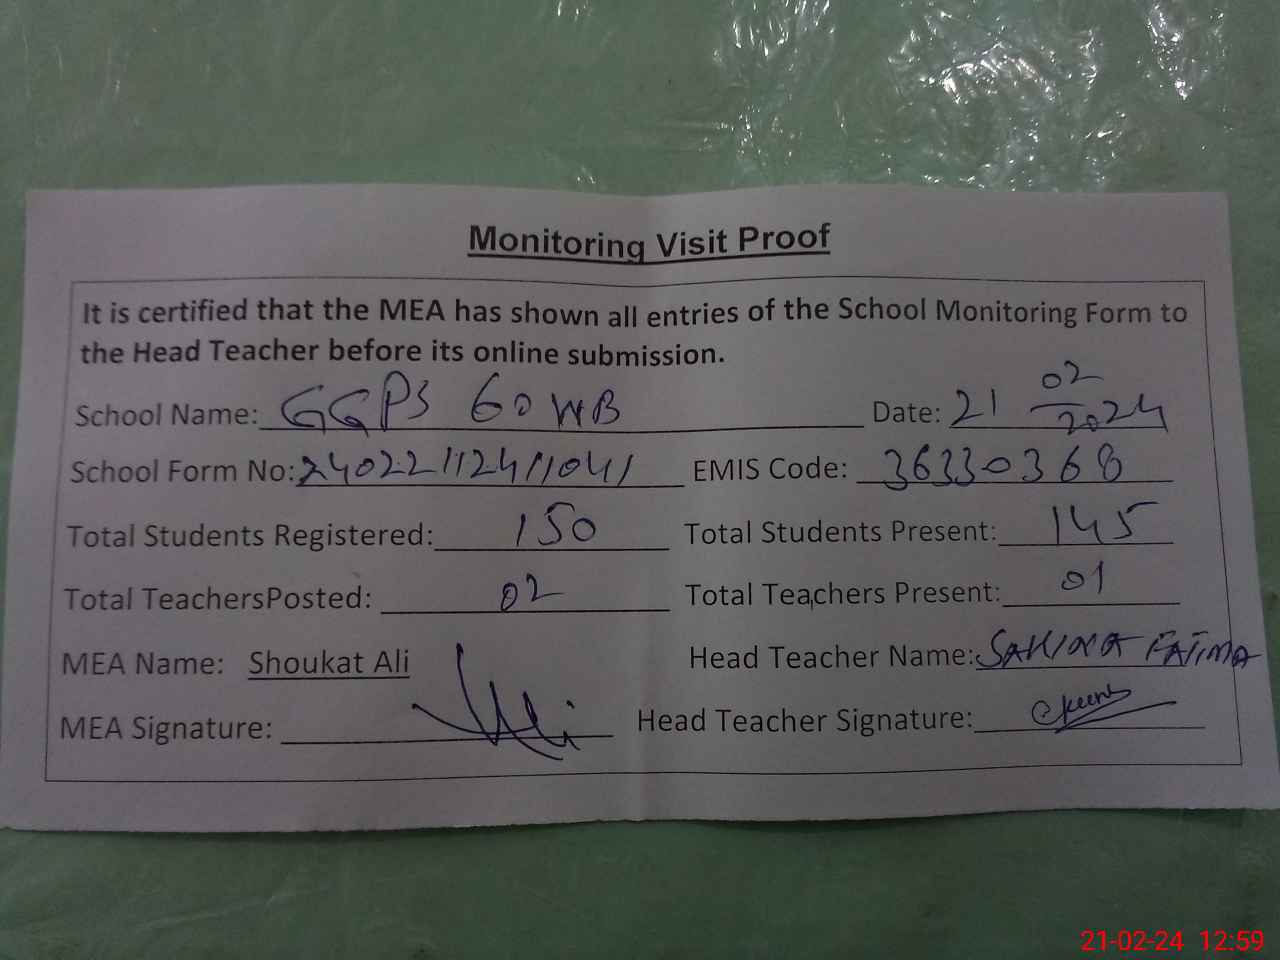 Monitoring Visit Proof
It is certified that the MEA has shown all entries of the School Monitoring Form to
the Head Teacher before its online submission.
School Name: GGPS 60 WB Date: 21 02/2024
School Form No: 24022112411041 EMIS Code: 36330368
Total Students Registered: 150 Total Students Present: 145
Total TeachersPosted: 02 Total Teachers Present: 01
MEA Name: Shoukat Ali Head Teacher Name: SAKINA FATIMA
MEA Signature: Head Teacher Signature:
21-02-24 12:59